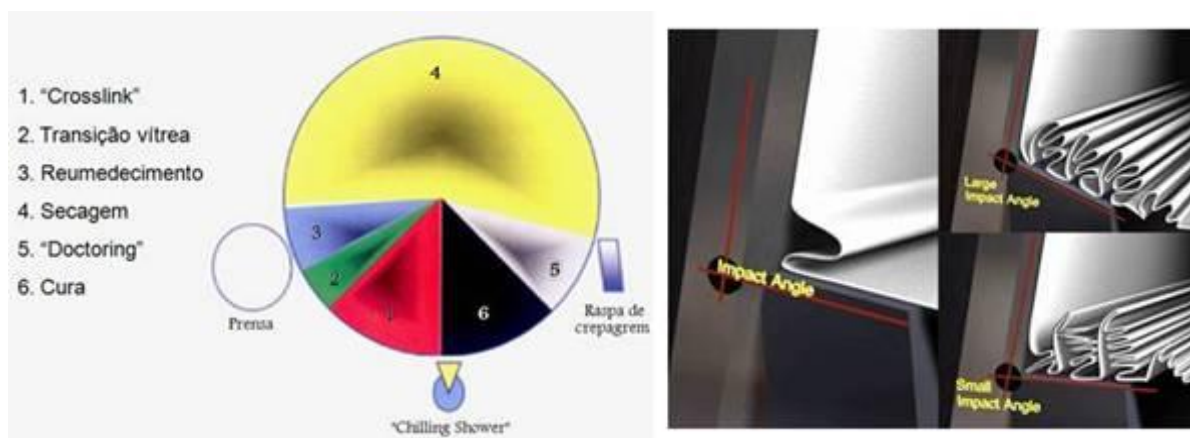 1. “Crosslink”
2. Transição vítrea
3. Reumedecimento
4. Secagem
5. “Doctoring”
6. Cura
4
3
2
1
6
5
Prensa
Raspa de
crepagrem
"Chilling Shower"
Impact Angle
Large
Impact Angle
Small
Impact Angle